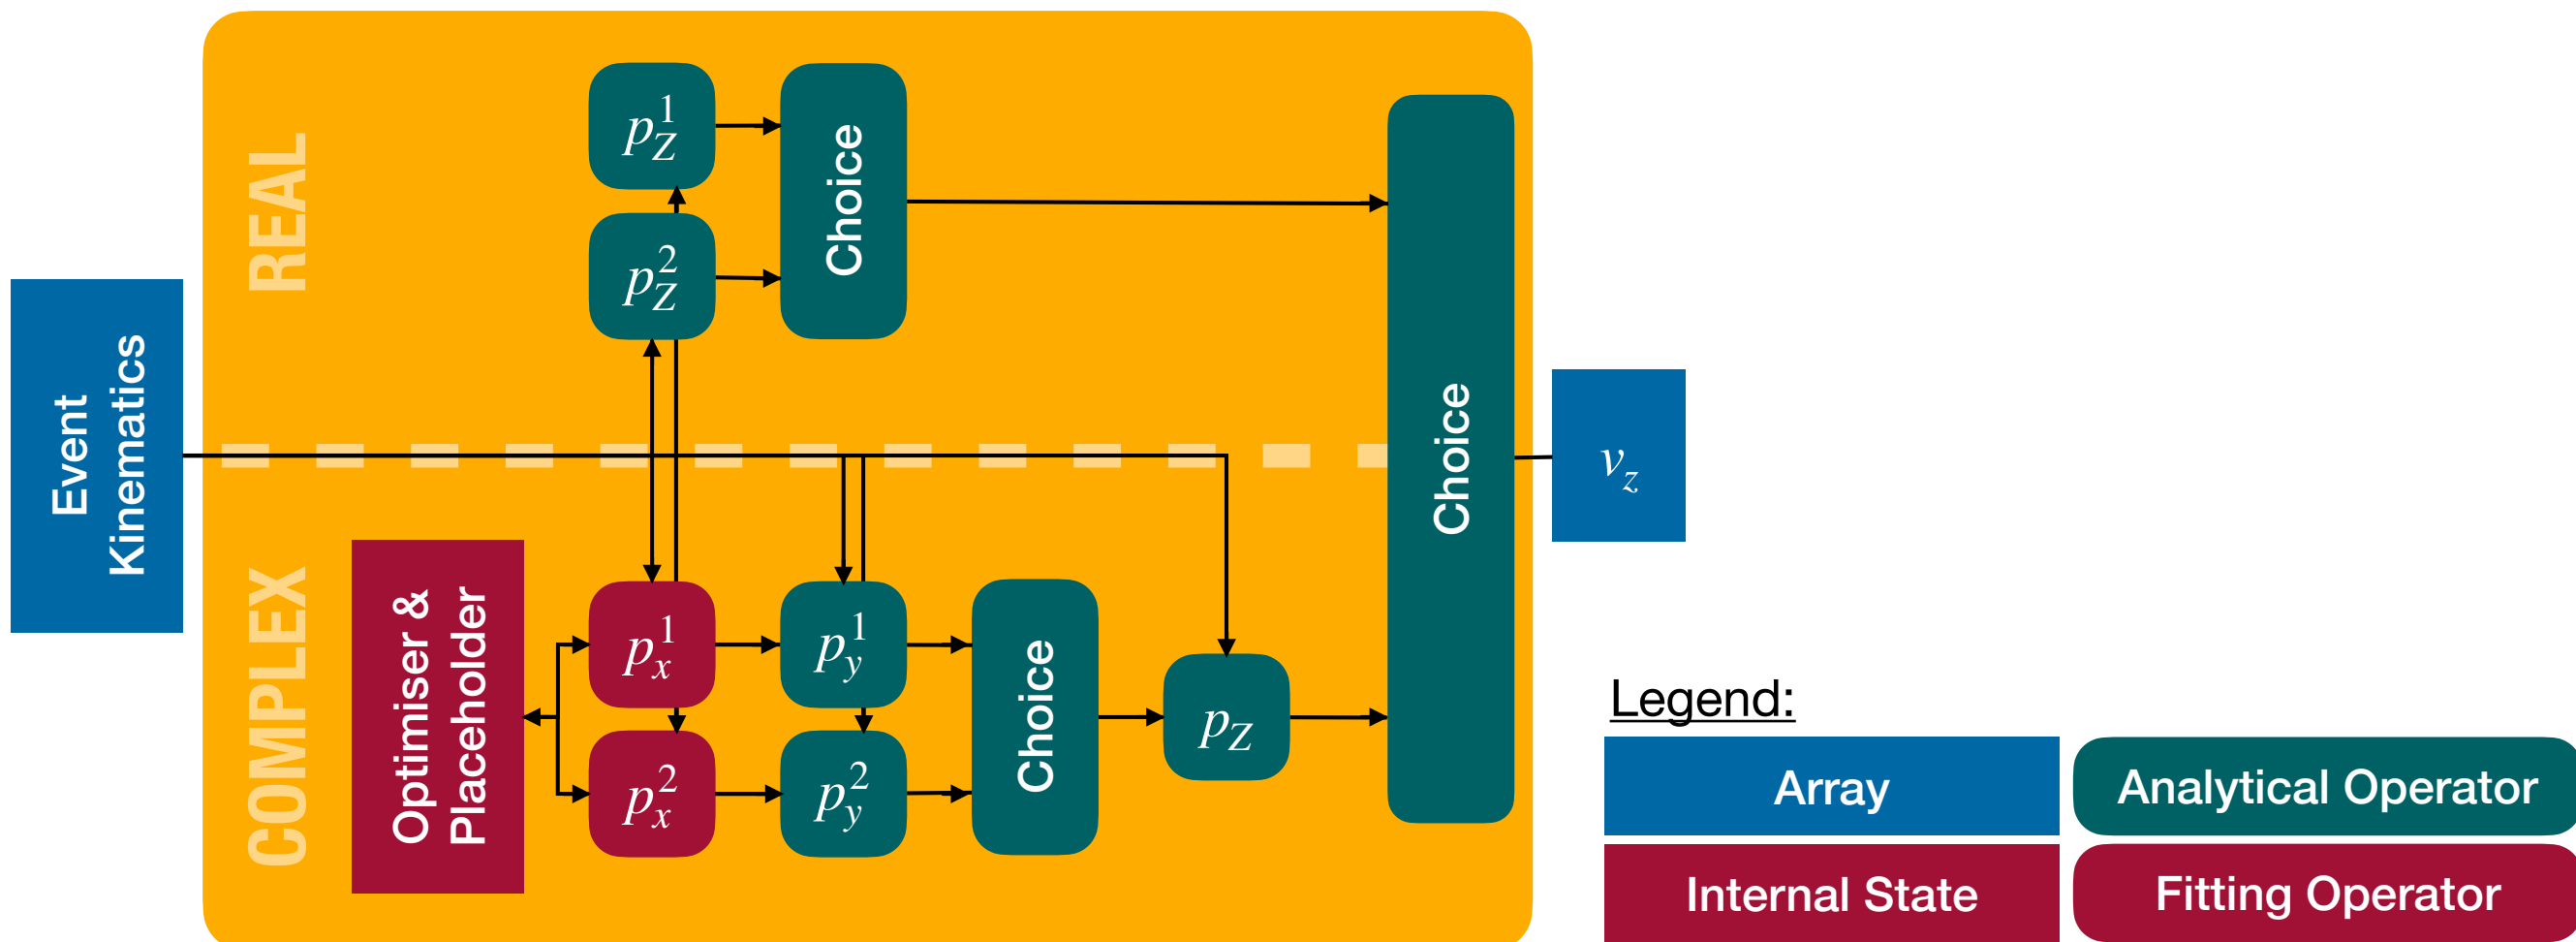 Event
Kinematics
REAL
COMPLEX
Optimiser &
Placeholder
p_Z^1
p_Z^2
Choice
p_x^1
p_x^2
p_y^1
p_y^2
Choice
p_Z
Choice
v_z
Legend:
Array
Analytical Operator
Internal State
Fitting Operator